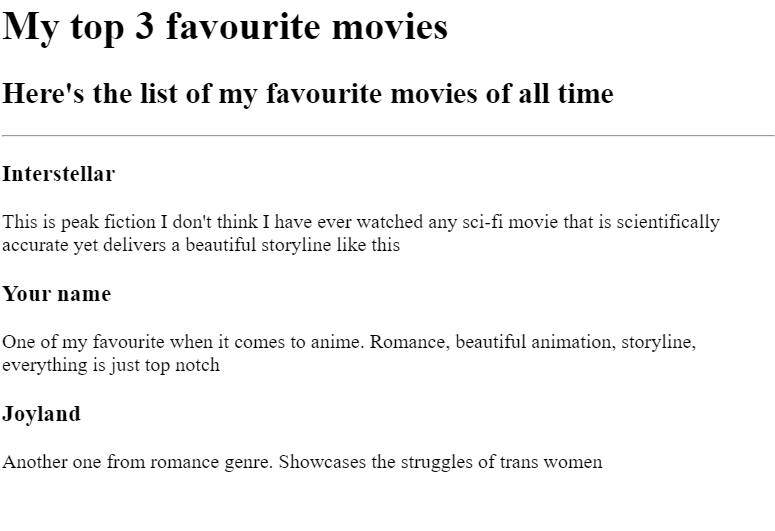 My top 3 favourite movies
Here's the list of my favourite movies of all time
Interstellar
This is peak fiction I don't think I have ever watched any sci-fi movie that is scientifically
accurate yet delivers a beautiful storyline like this
Your name
One of my favourite when it comes to anime. Romance, beautiful animation, storyline,
everything is just top notch
Joyland
Another one from romance genre. Showcases the struggles of trans women